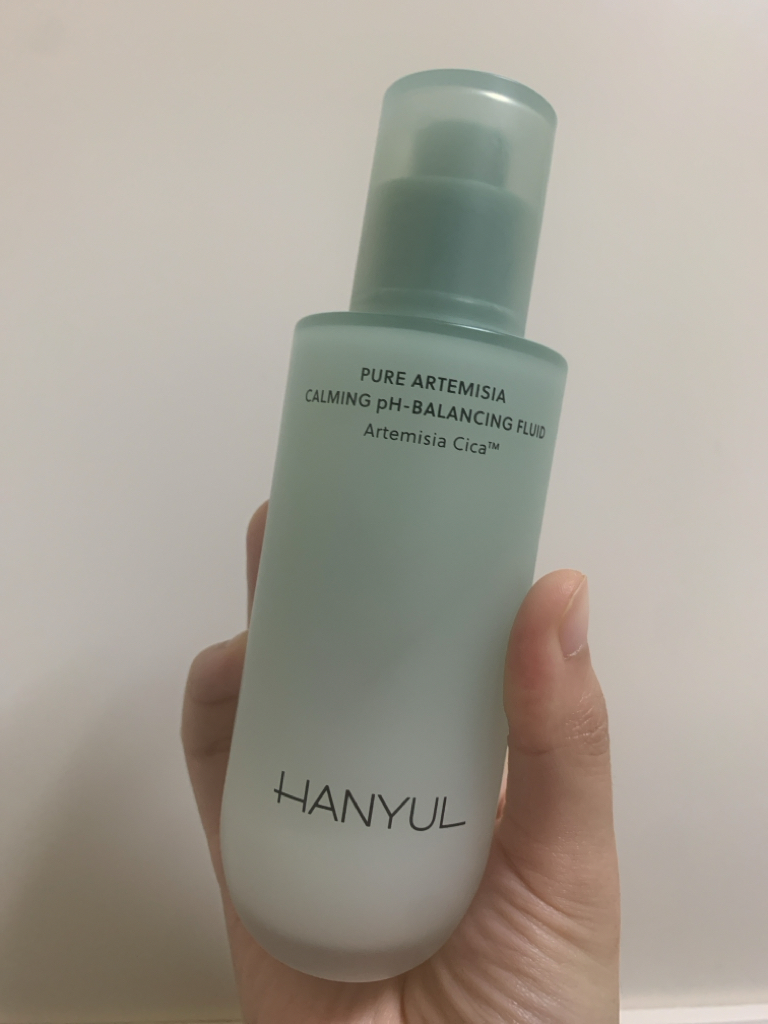 PURE ARTEMISIA
CALMING pH-BALANCING FLUID
Artemisia Cica™
HANYUL